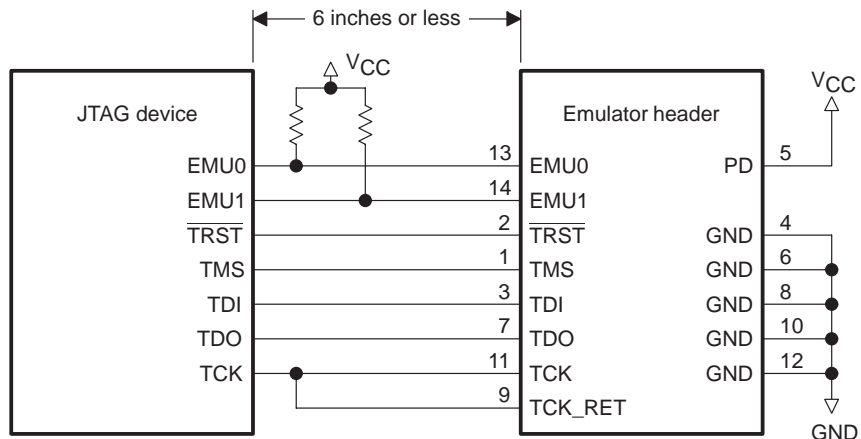 6 inches or less
VCC
JTAG device
EMU0
EMU1
TRST
TMS
TDI
TDO
TCK
13
14
2
1
3
7
11
9
Emulator header
EMU0
EMU1
TRST
TMS
TDI
TDO
TCK
TCK_RET
PD
GND
GND
GND
GND
GND
VCC
5
4
6
8
10
12
GND